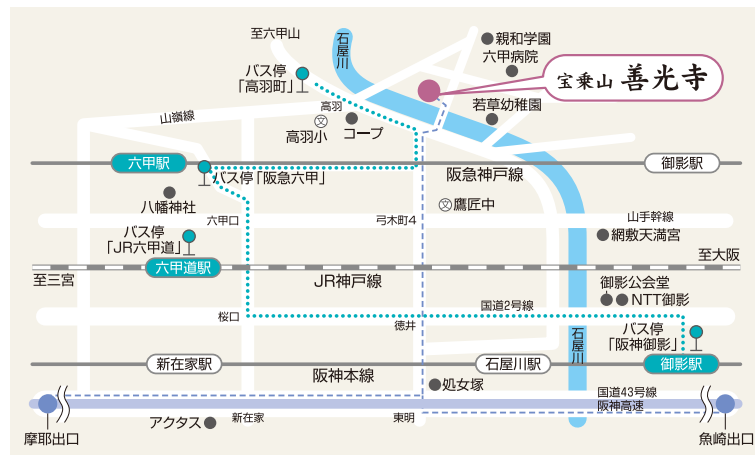 至六甲山
石屋川
親和学園
六甲病院
バス停
「高羽町」
宝乗山 善光寺
高羽
若草幼稚園
山嶺線
高羽小
コープ
文
六甲駅
御影駅
バス停「阪急六甲」
阪急神戸線
八幡神社
文
鷹匠中
六甲口
弓木町4
山手幹線
バス停
「JR六甲道」
網敷天満宮
至大阪
六甲道駅
至三宮
JR神戸線
御影公会堂
NTT御影
国道2号線
桜口
徳井
バス停
「阪神御影」
石屋川
新在家駅
石屋川駅
御影駅
阪神本線
処女塚
国道43号線
阪神高速
アクタス
新在家
東明
摩耶出口
魚崎出口